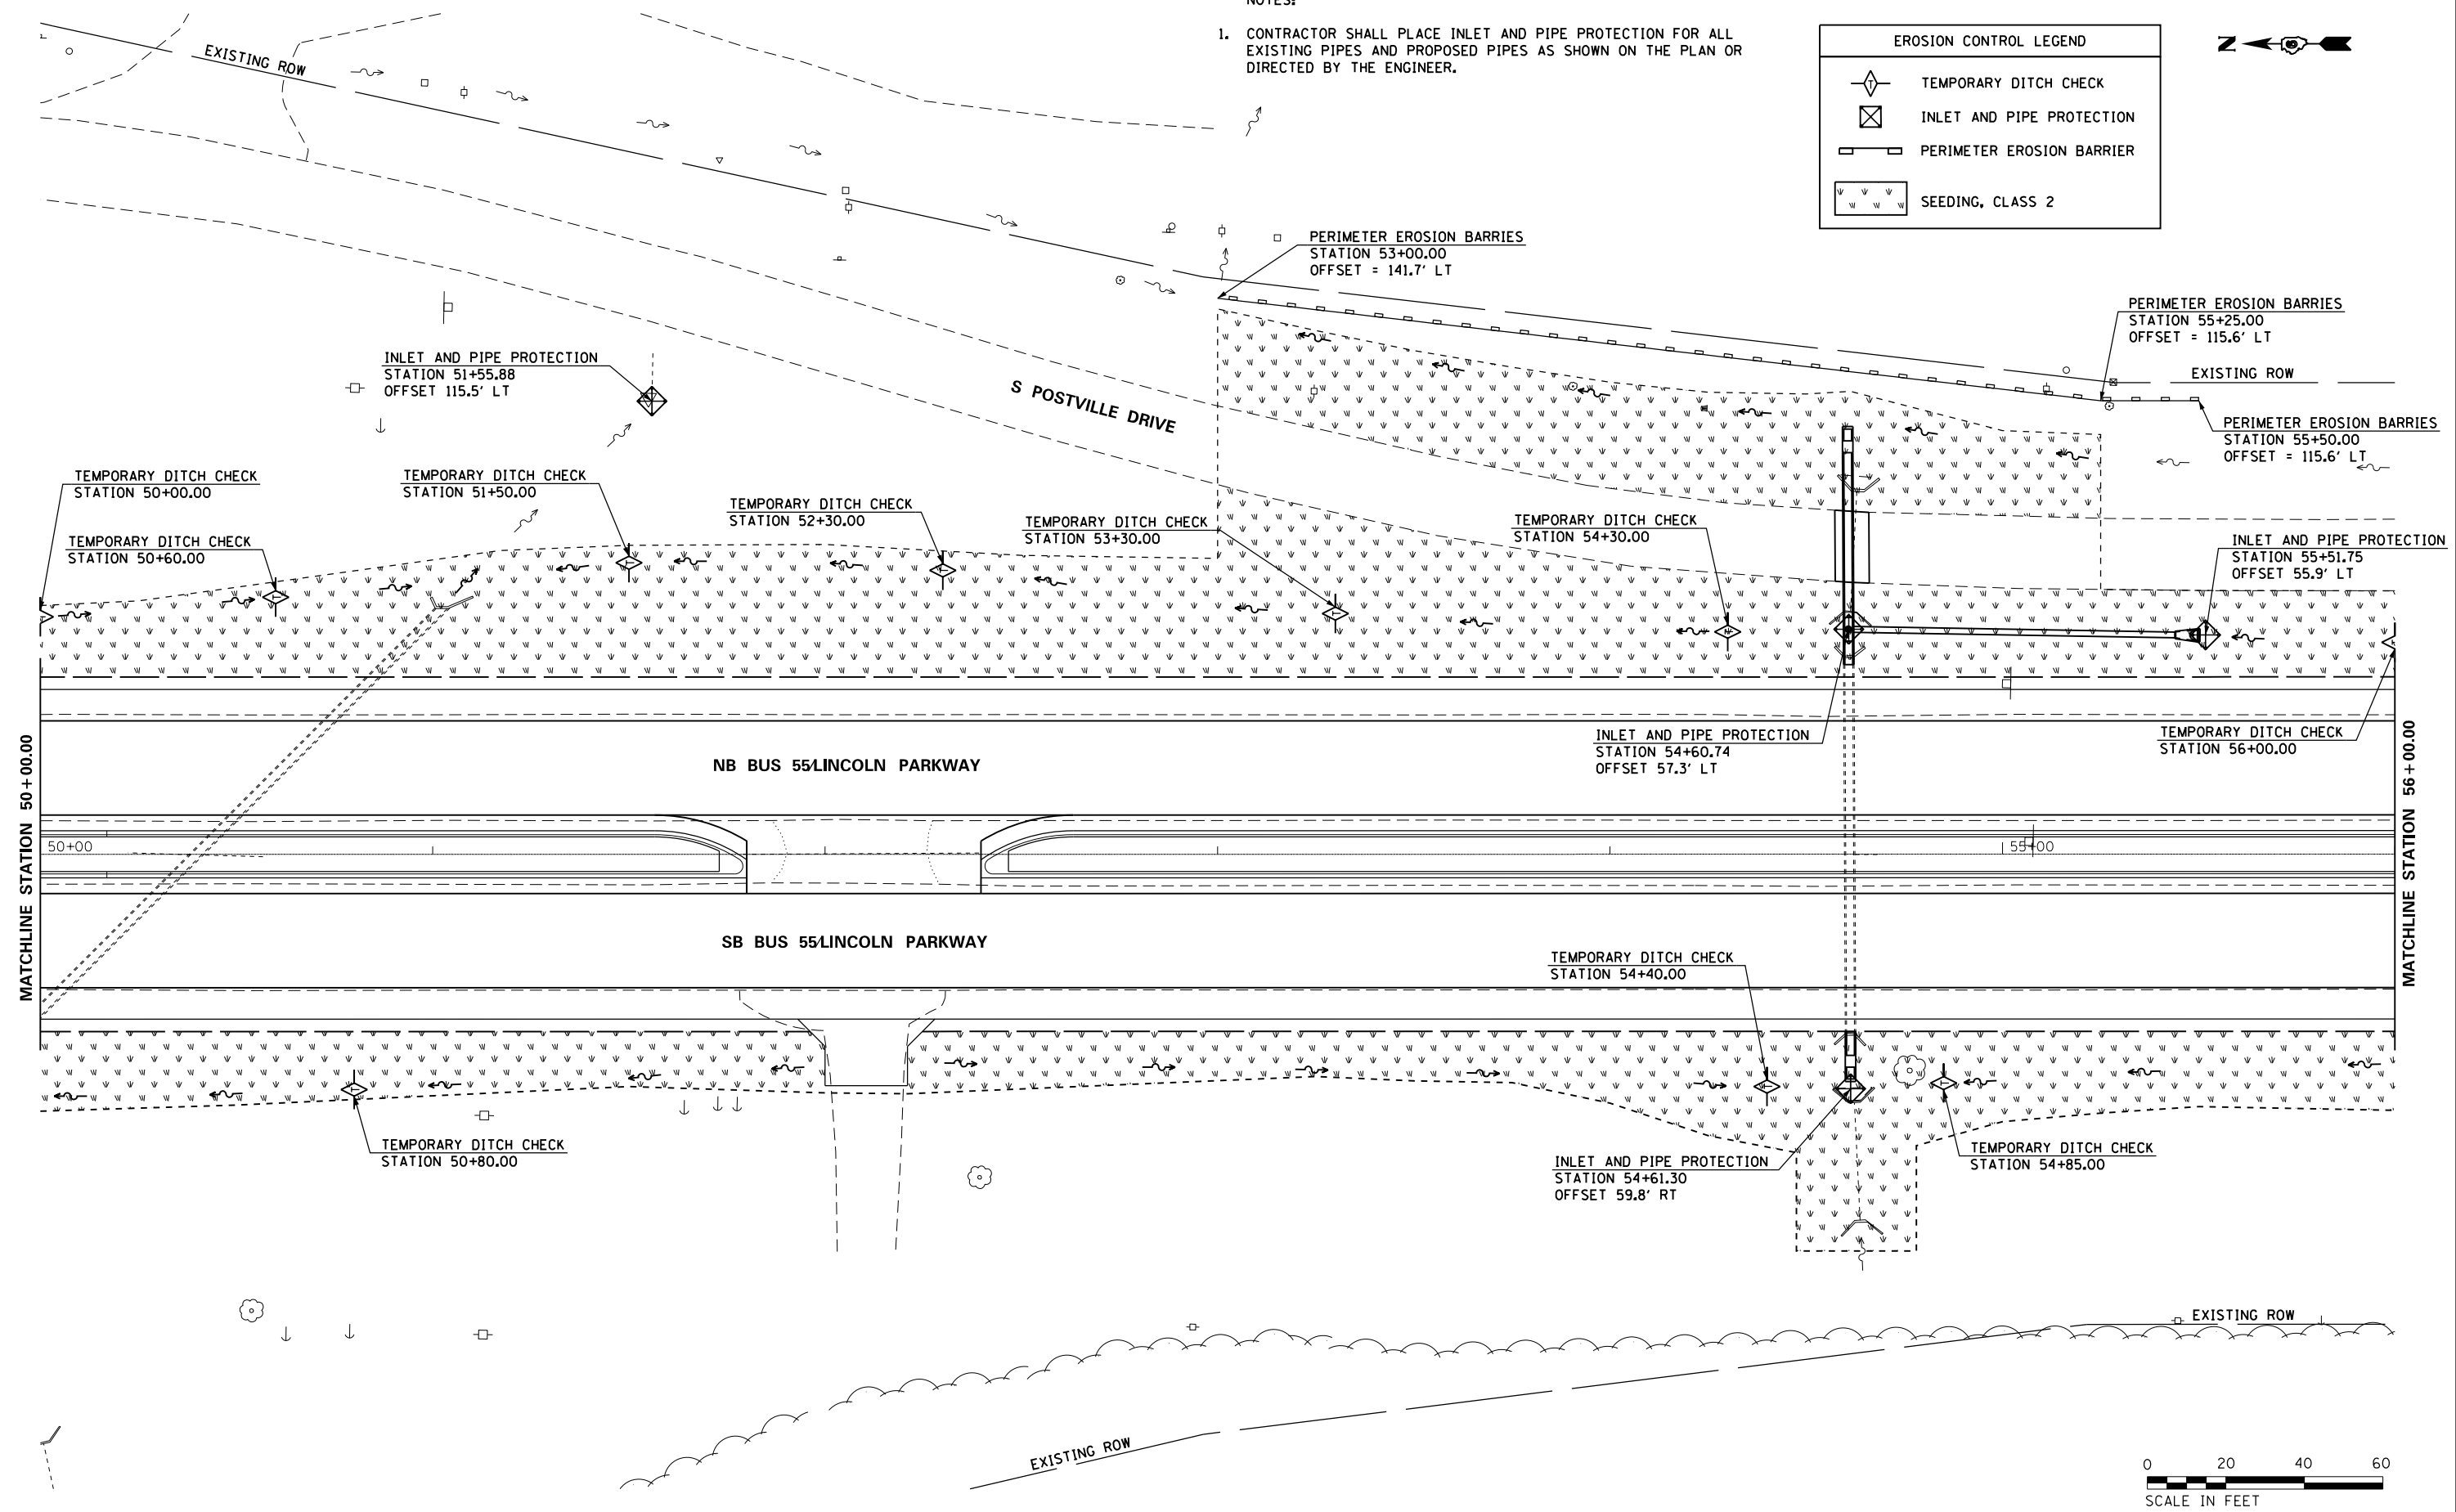 NOTES:
1. CONTRACTOR SHALL PLACE INLET AND PIPE PROTECTION FOR ALL
EXISTING PIPES AND PROPOSED PIPES AS SHOWN ON THE PLAN OR
DIRECTED BY THE ENGINEER.
EROSION CONTROL LEGEND
T TEMPORARY DITCH CHECK
INLET AND PIPE PROTECTION
PERIMETER EROSION BARRIER
SEEDING, CLASS 2
N
EXISTING ROW
PERIMETER EROSION BARRIES
STATION 53+00.00
OFFSET = 141.7' LT
PERIMETER EROSION BARRIES
STATION 55+25.00
OFFSET = 115.6' LT
EXISTING ROW
PERIMETER EROSION BARRIES
STATION 55+50.00
OFFSET = 115.6' LT
INLET AND PIPE PROTECTION
STATION 51+55.88
OFFSET 115.5' LT
S POSTVILLE DRIVE
TEMPORARY DITCH CHECK
STATION 50+00.00
TEMPORARY DITCH CHECK
STATION 51+50.00
TEMPORARY DITCH CHECK
STATION 52+30.00
TEMPORARY DITCH CHECK
STATION 53+30.00
TEMPORARY DITCH CHECK
STATION 54+30.00
TEMPORARY DITCH CHECK
STATION 50+60.00
INLET AND PIPE PROTECTION
STATION 55+51.75
OFFSET 55.9' LT
T
T
T
T
T
INLET AND PIPE PROTECTION
STATION 54+60.74
OFFSET 57.3' LT
TEMPORARY DITCH CHECK
STATION 56+00.00
MATCHLINE STATION 50+00.00
NB BUS 55/LINCOLN PARKWAY
MATCHLINE STATION 56+00.00
50+00
55+00
SB BUS 55/LINCOLN PARKWAY
TEMPORARY DITCH CHECK
STATION 54+40.00
T
T
T
TEMPORARY DITCH CHECK
STATION 50+80.00
INLET AND PIPE PROTECTION
STATION 54+61.30
OFFSET 59.8' RT
TEMPORARY DITCH CHECK
STATION 54+85.00
EXISTING ROW
EXISTING ROW
0 20 40 60
SCALE IN FEET